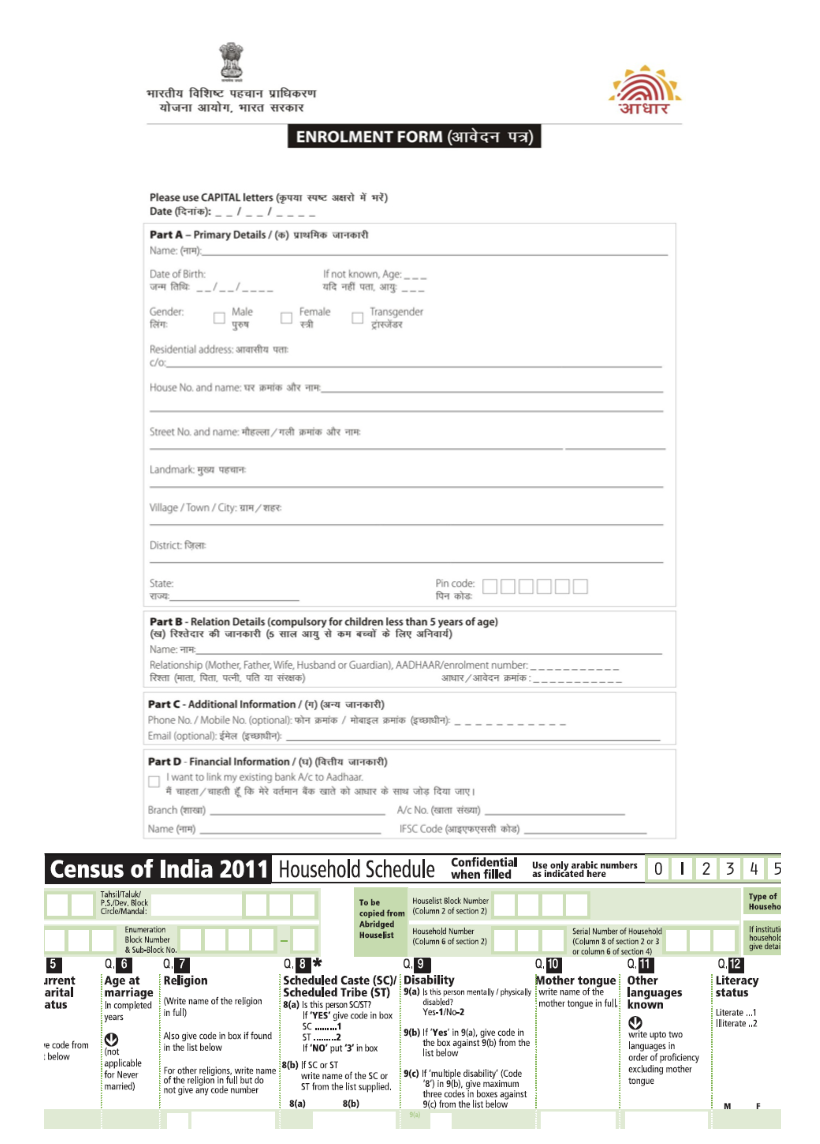 भारतीय विशिष्ट पहचान प्राधिकरण
योजना आयोग, भारत सरकार
आधार
ENROLMENT FORM (आवेदन पत्र)
Please use CAPITAL letters (कृपया स्पष्ट अक्षरो में भरें)
Date (दिनांक): _ _ / _ _ / _ _ _ _
Part A – Primary Details / (क) प्राथमिक जानकारी
Name: (नाम):
Date of Birth: If not known, Age: _ _ _
जन्म तिथिः _ _/_ _/_ _ _ _ यदि नहीं पता, आयुः _ _ _
Gender: Male Female Transgender
लिंगः पुरुष स्त्री ट्रांस्जेंडर
Residential address: आवासीय पताः
c/o:
House No. and name: घर क्रमांक और नामः
Street No. and name: मौहल्ला/गली क्रमांक और नामः
Landmark: मुख्य पहचानः
Village / Town / City: ग्राम/शहरः
District: ज़िलाः
State: Pin code:
राज्यः पिन कोडः
Part B - Relation Details (compulsory for children less than 5 years of age)
(ख) रिश्तेदार की जानकारी (5 साल आयु से कम बच्चों के लिए अनिवार्य)
Name: नामः
Relationship (Mother, Father, Wife, Husband or Guardian), AADHAAR/enrolment number: _ _ _ _ _ _ _ _ _ _ _
रिश्ता (माता, पिता, पत्नी, पति या संरक्षक) आधार/आवेदन क्रमांक : _ _ _ _ _ _ _ _ _ _ _
Part C - Additional Information / (ग) (अन्य जानकारी)
Phone No. / Mobile No. (optional): फोन क्रमांक / मोबाइल क्रमांक (इच्छाधीन): _ _ _ _ _ _ _ _ _ _ _
Email (optional): ईमेल (इच्छाधीन):
Part D - Financial Information / (घ) (वित्तीय जानकारी)
I want to link my existing bank A/c to Aadhaar.
मैं चाहता/चाहती हूँ कि मेरे वर्तमान बैंक खाते को आधार के साथ जोड़ दिया जाए।
Branch (शाखा) A/c No. (खाता संख्या)
Name (नाम) IFSC Code (आइएफएससी कोड)
Census of India 2011 Household Schedule
Confidential
when filled
Use only arabic numbers
as indicated here
0 1 2 3 4 5
Tahsil/Taluk/
P.S./Dev. Block
Circle/Mandal:
To be
copied from
Abridged
Houselist
Houselist Block Number
(Column 2 of section 2)
Type of
Househo
Enumeration
Block Number
& Sub-Block No.
Household Number
(Column 6 of section 2)
Serial Number of Household
(Column 8 of section 2 or 3
or column 6 of section 4)
If instituti
household
give detai
5
urrent
arital
atus
ve code from
t below
Q. 6
Age at
marriage
In completed
years
(not
applicable
for Never
married)
Q. 7
Religion
(Write name of the religion
in full)
Also give code in box if found
in the list below
For other religions, write name
of the religion in full but do
not give any code number
Q. 8 *
Scheduled Caste (SC)/
Scheduled Tribe (ST)
8(a) Is this person SC/ST?
If 'YES' give code in box
SC .........1
ST .........2
If 'NO' put '3' in box
8(b) If SC or ST
write name of the SC or
ST from the list supplied.
8(a) 8(b)
Q. 9
Disability
9(a) Is this person mentally / physically
disabled?
Yes-1/No-2
9(b) If 'Yes' in 9(a), give code in
the box against 9(b) from the
list below
9(c) If 'multiple disability' (Code
'8') in 9(b), give maximum
three codes in boxes against
9(c) from the list below
9(a)
Q. 10
Mother tongue
write name of the
mother tongue in full.
Q. 11
Other
languages
known
write upto two
languages in
order of proficiency
excluding mother
tongue
Q. 12
Literacy
status
Literate ...1
Illiterate ..2
M F